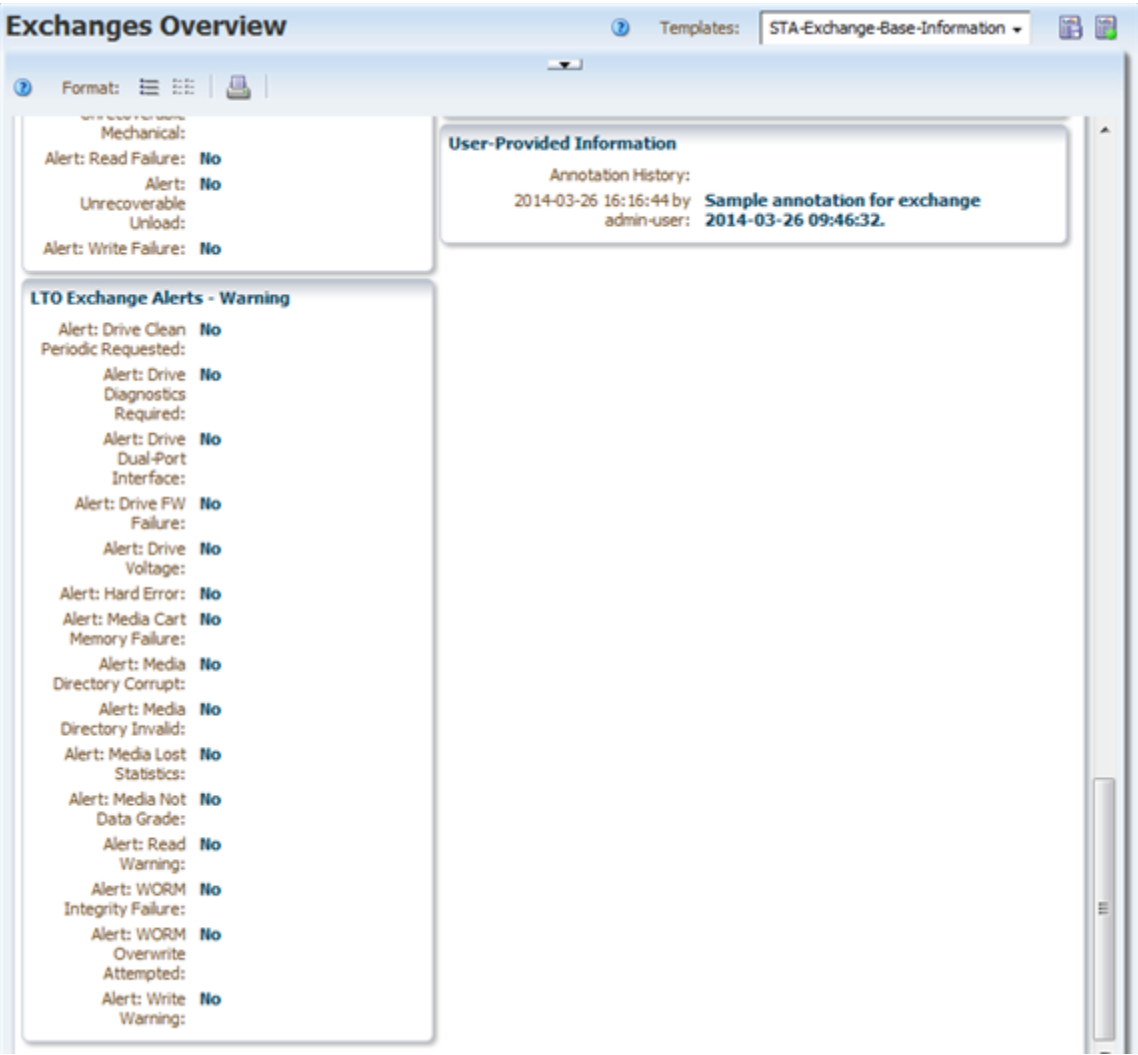 Exchanges Overview
Templates: STA-Exchange-Base-Information
Format:
Mechanical:
Alert: Read Failure: No
Alert: No
Unrecoverable
Unload:
Alert: Write Failure: No
LTO Exchange Alerts - Warning
Alert: Drive Clean No
Periodic Requested:
Alert: Drive No
Diagnostics
Required:
Alert: Drive No
Dual-Port
Interface:
Alert: Drive FW No
Failure:
Alert: Drive No
Voltage:
Alert: Hard Error: No
Alert: Media Cart No
Memory Failure:
Alert: Media No
Directory Corrupt:
Alert: Media No
Directory Invalid:
Alert: Media Lost No
Statistics:
Alert: Media Not No
Data Grade:
Alert: Read No
Warning:
Alert: WORM No
Integrity Failure:
Alert: WORM No
Overwrite
Attempted:
Alert: Write No
Warning:
User-Provided Information
Annotation History:
2014-03-26 16:16:44 by Sample annotation for exchange
admin-user: 2014-03-26 09:46:32.